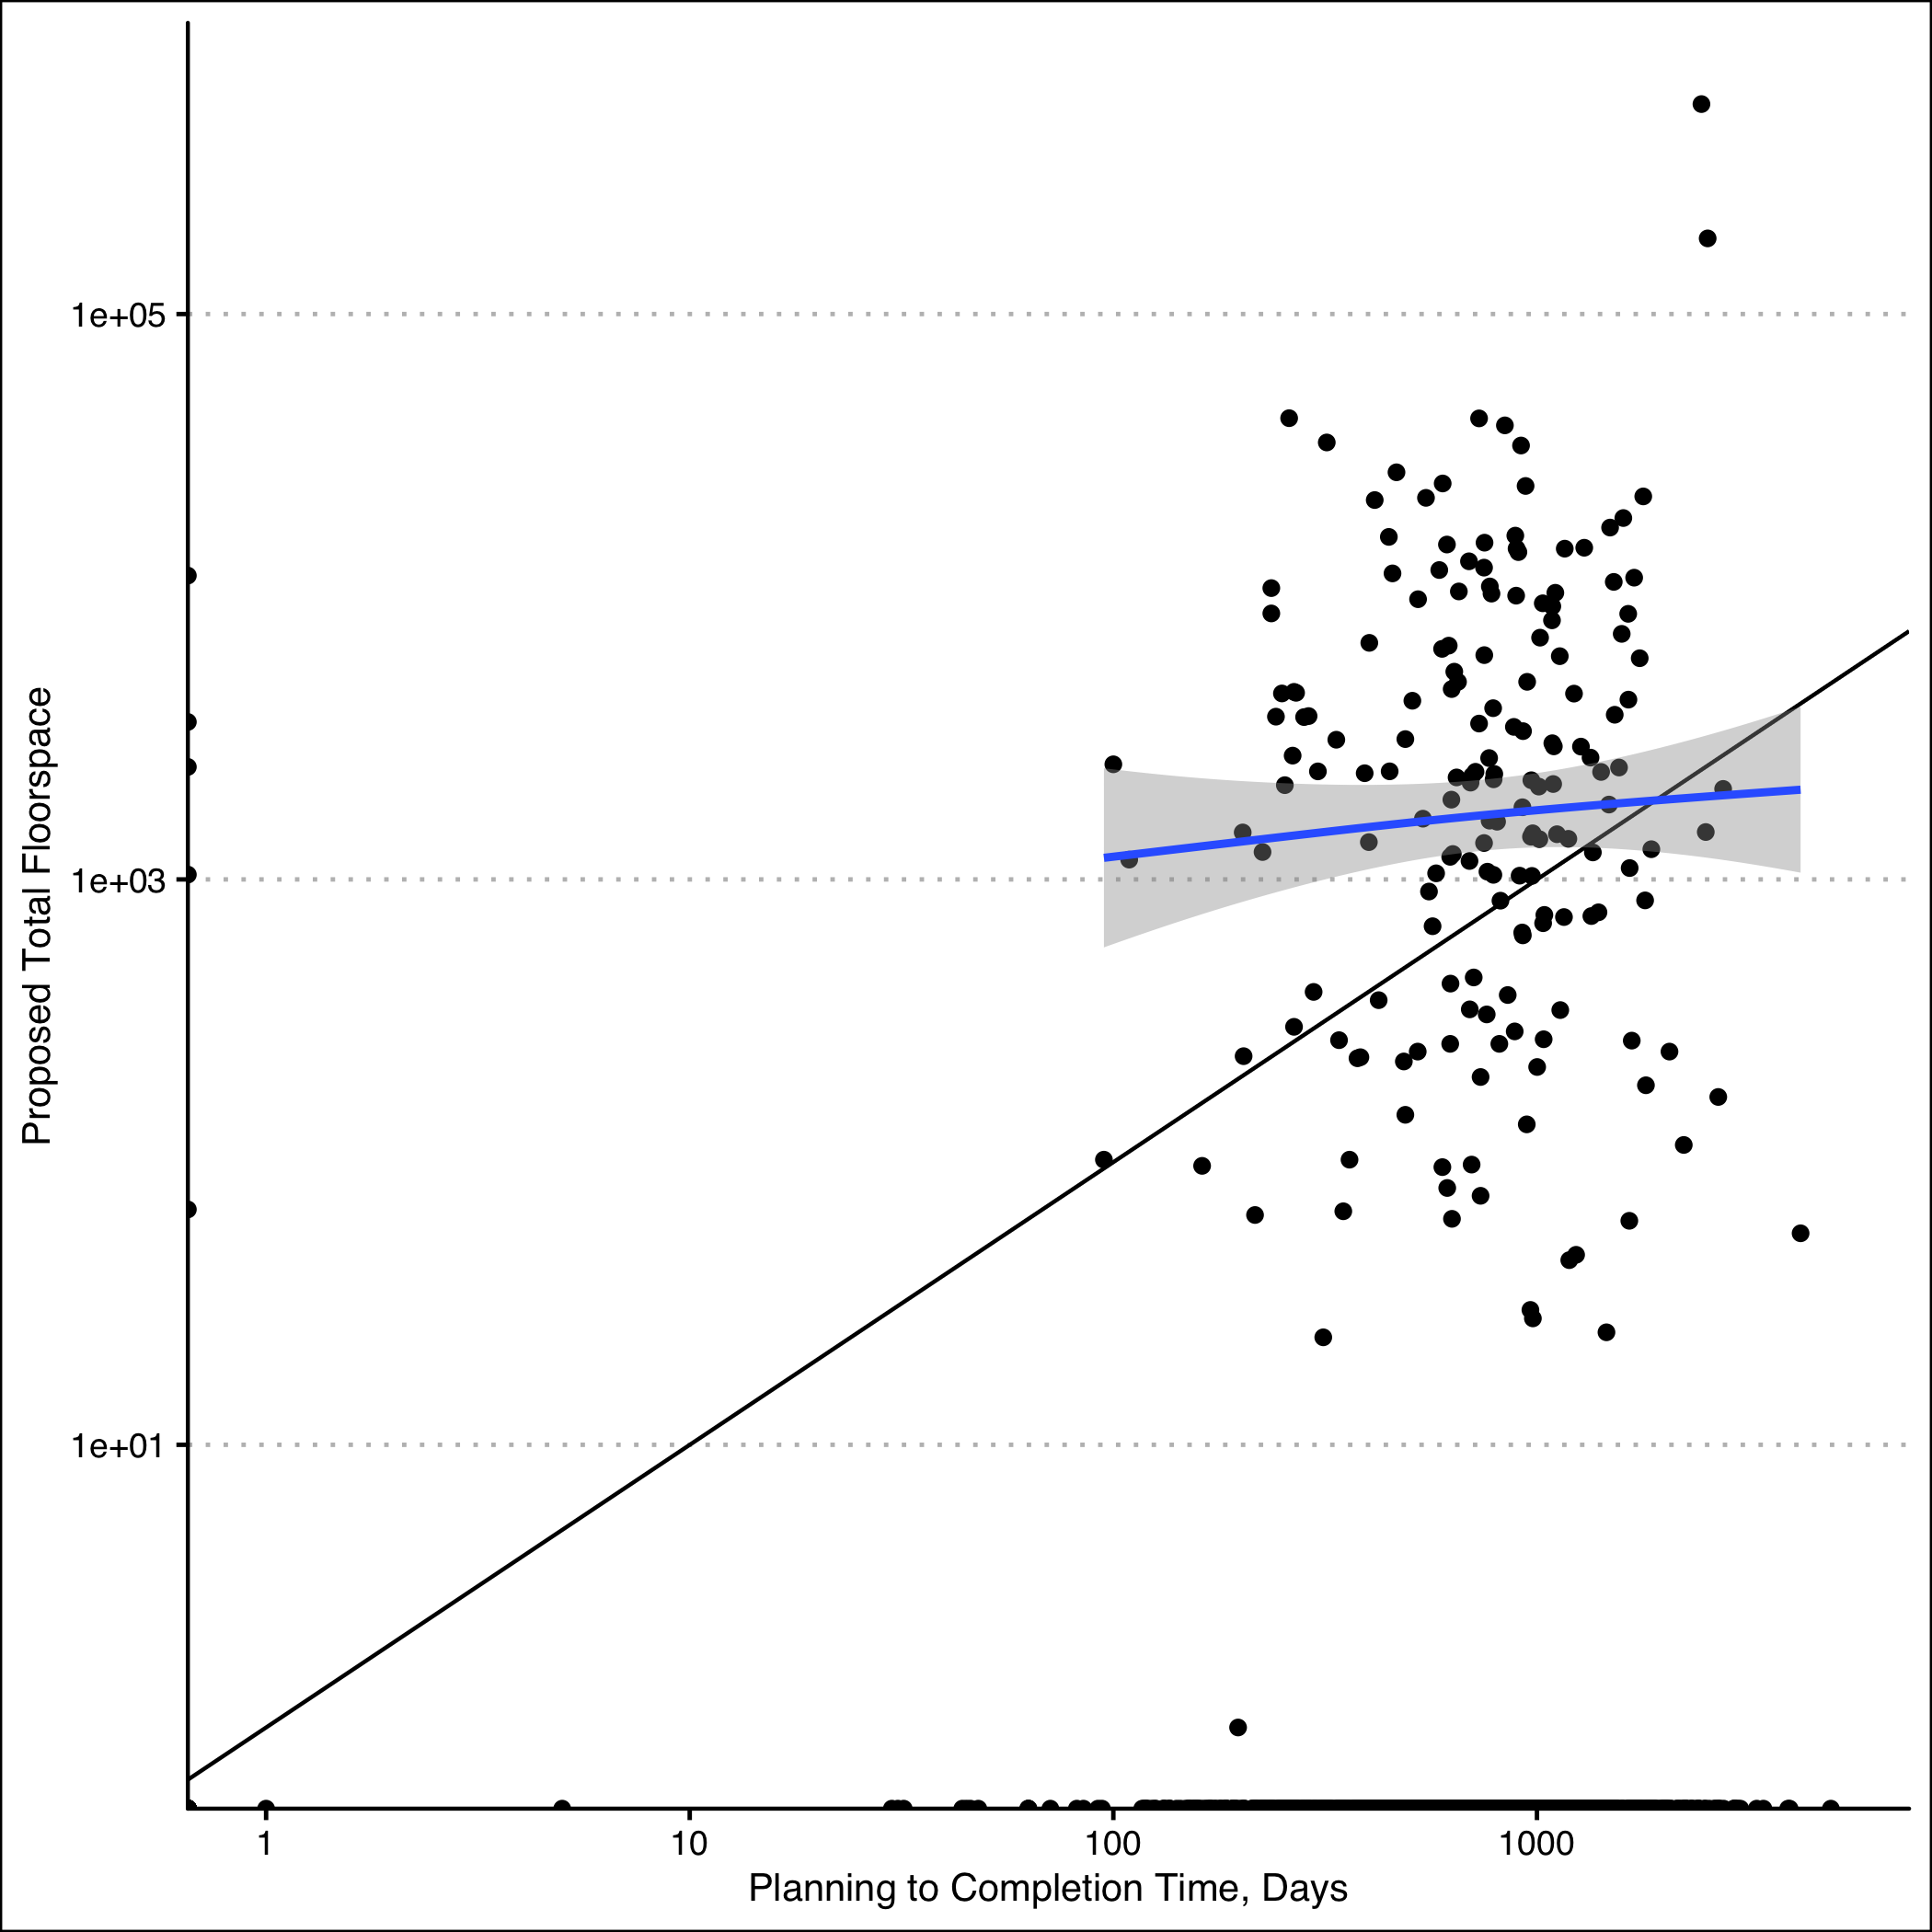 Proposed Total Floorspace
1e+05
1e+03
1e+01
1
10
100
1000
Planning to Completion Time, Days